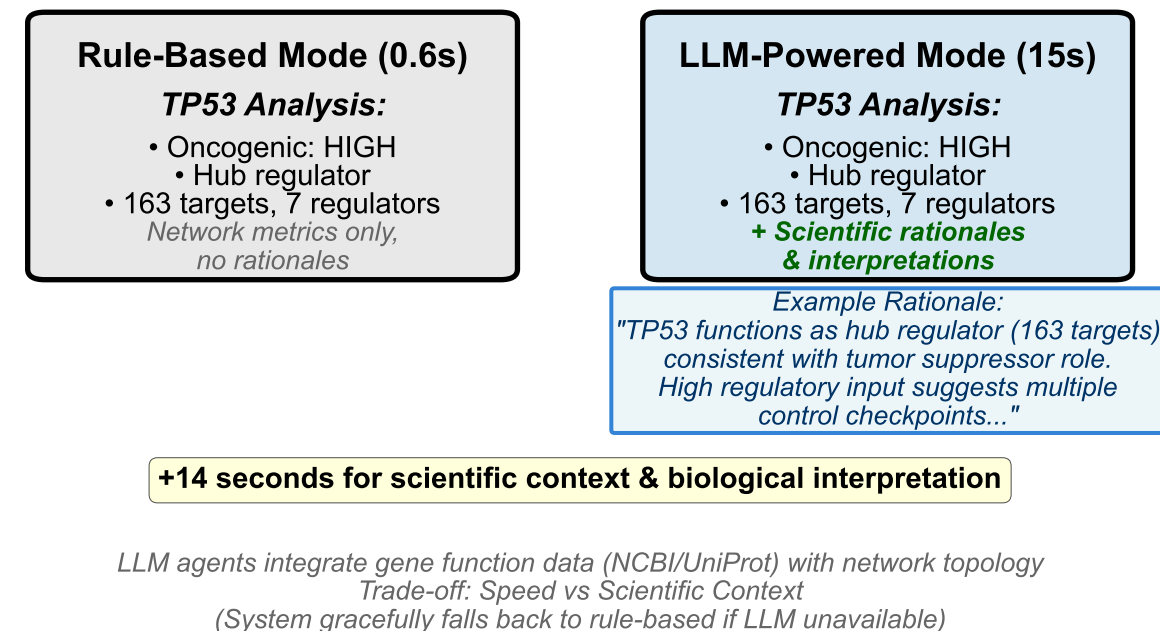 Rule-Based Mode (0.6s)
TP53 Analysis:
• Oncogenic: HIGH
• Hub regulator
• 163 targets, 7 regulators
Network metrics only,
no rationales
LLM-Powered Mode (15s)
TP53 Analysis:
• Oncogenic: HIGH
• Hub regulator
• 163 targets, 7 regulators
+ Scientific rationales
& interpretations
Example Rationale:
"TP53 functions as hub regulator (163 targets)
consistent with tumor suppressor role.
High regulatory input suggests multiple
control checkpoints..."
+14 seconds for scientific context & biological interpretation
LLM agents integrate gene function data (NCBI/UniProt) with network topology
Trade-off: Speed vs Scientific Context
(System gracefully falls back to rule-based if LLM unavailable)